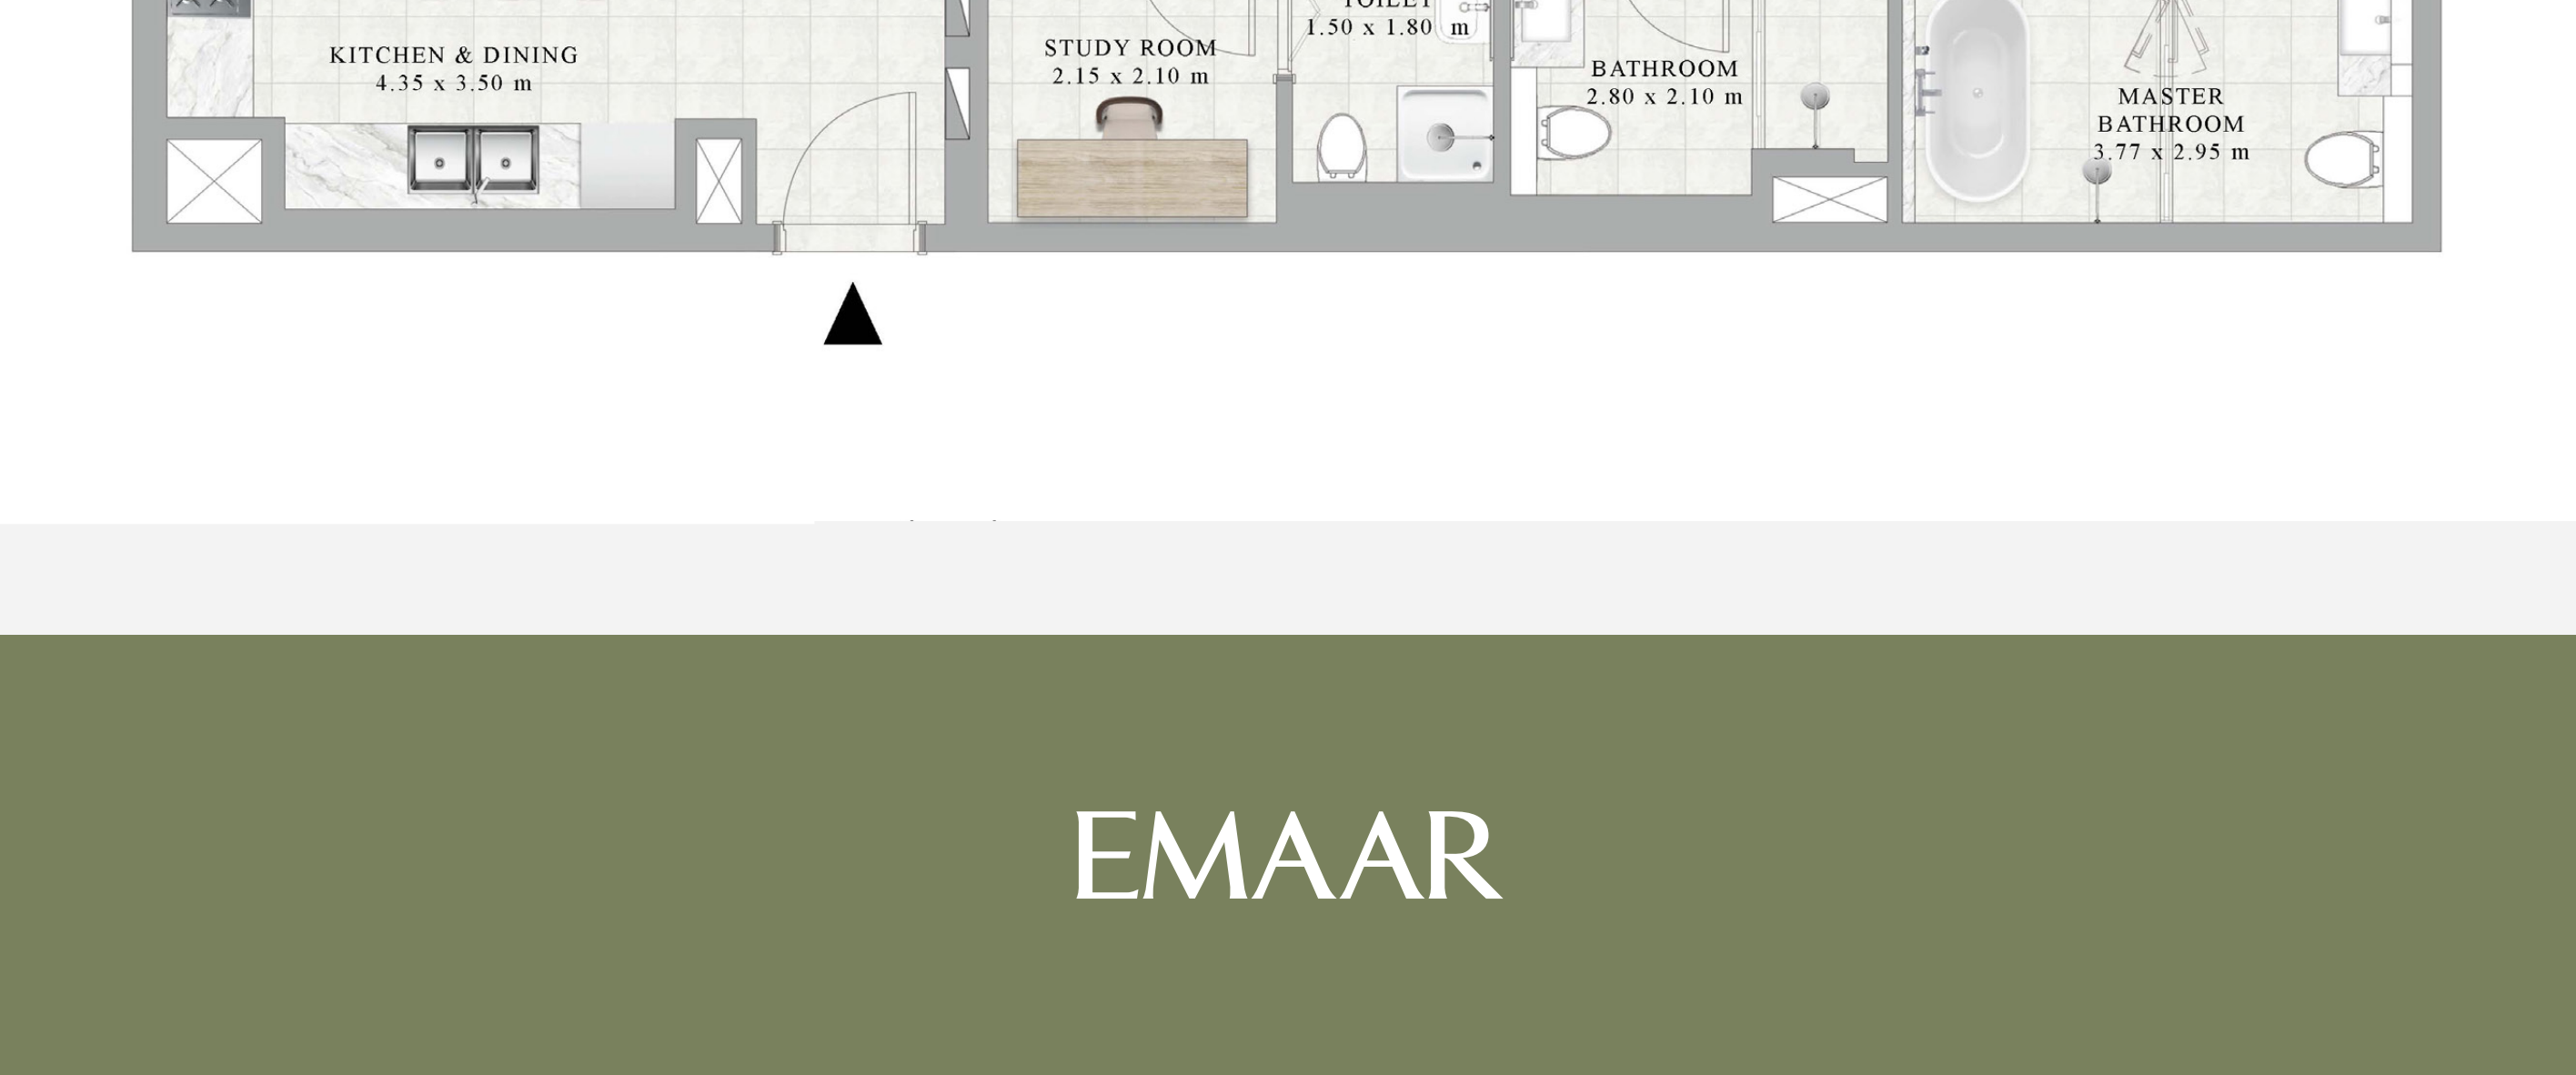 KITCHEN & DINING
4.35 x 3.50 m
STUDY ROOM
2.15 x 2.10 m
TOILET
1.50 x 1.80 m
BATHROOM
2.80 x 2.10 m
MASTER
BATHROOM
3.77 x 2.95 m
EMAAR